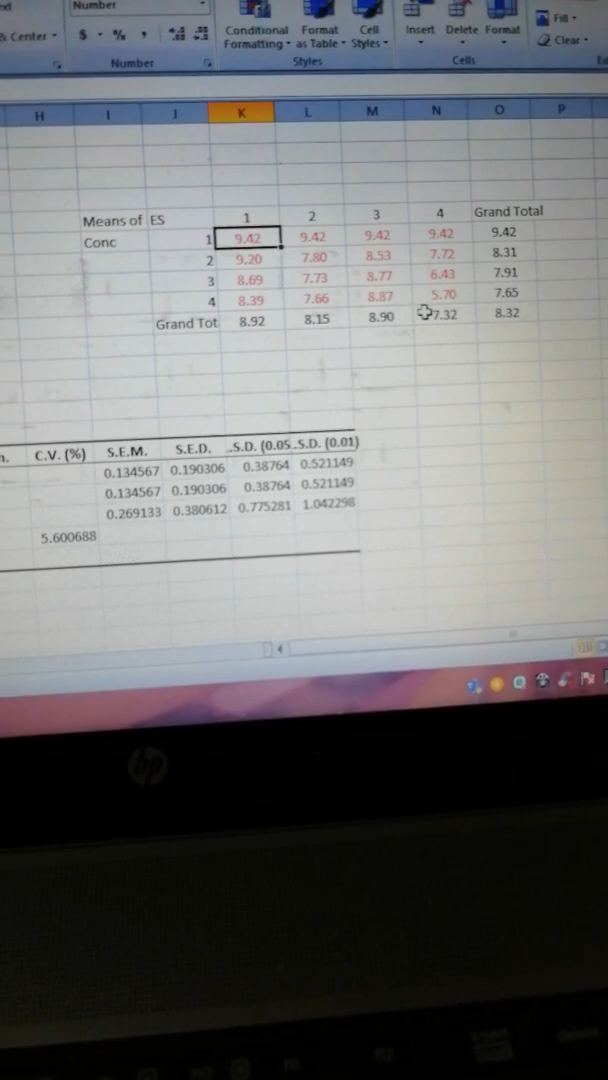 Number
& Center
$ % ,
Conditional Format Cell
Formatting as Table Styles
Insert Delete Format
Fill
Clear
Number Styles Cells
H I J K L M N O P
Means of ES 1 2 3 4 Grand Total
Conc 1 9.42 9.42 9.42 9.42 9.42
2 9.20 7.80 8.53 7.72 8.31
3 8.69 7.73 8.77 6.43 7.91
4 8.39 7.66 8.87 5.70 7.65
Grand Tot 8.92 8.15 8.90 7.32 8.32
C.V. (%) S.E.M. S.E.D. .S.D. (0.05 .S.D. (0.01)
0.134567 0.190306 0.38764 0.521149
0.134567 0.190306 0.38764 0.521149
0.269133 0.380612 0.775281 1.042298
5.600688
hp